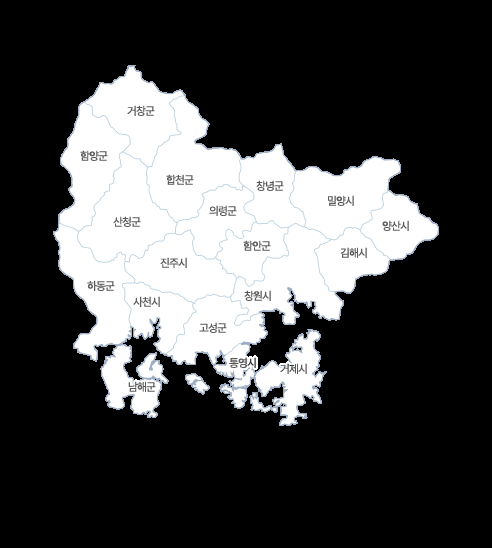 거창군
함양군
합천군
창녕군
밀양시
의령군
산청군
양산시
함안군
김해시
진주시
하동군
창원시
사천시
고성군
통영시
거제시
남해군